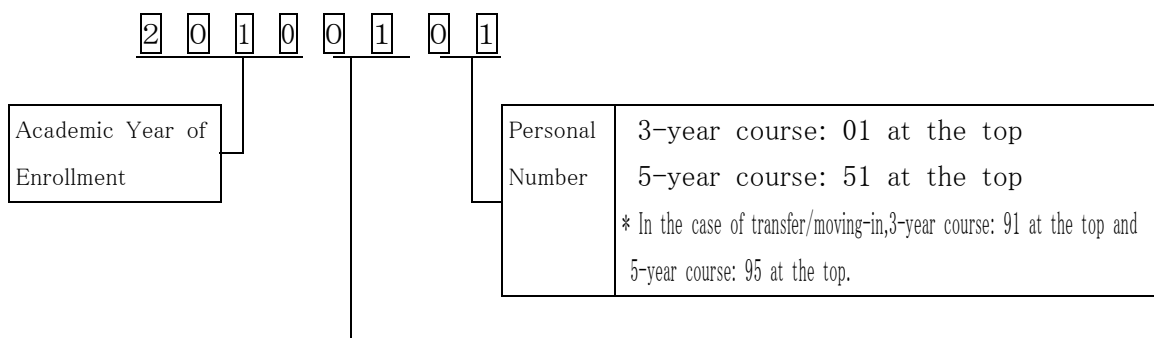 2 0 1 0 0 1 0 1
Academic Year of
Enrollment
Personal
Number
3-year course: 01 at the top
5-year course: 51 at the top
* In the case of transfer/moving-in,3-year course: 91 at the top and
5-year course: 95 at the top.